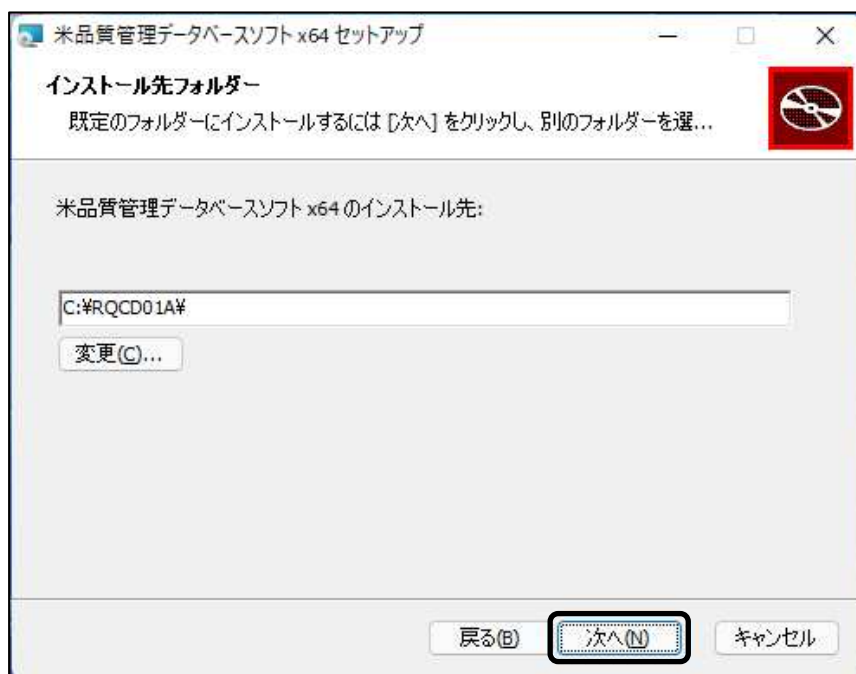 米品質管理データベースソフト x64 セットアップ
インストール先フォルダー
既定のフォルダーにインストールするには [次へ] をクリックし、別のフォルダーを選...
米品質管理データベースソフト x64 のインストール先:
C:¥RQCD01A¥
変更(C)...
戻る(B) 次へ(N) キャンセル